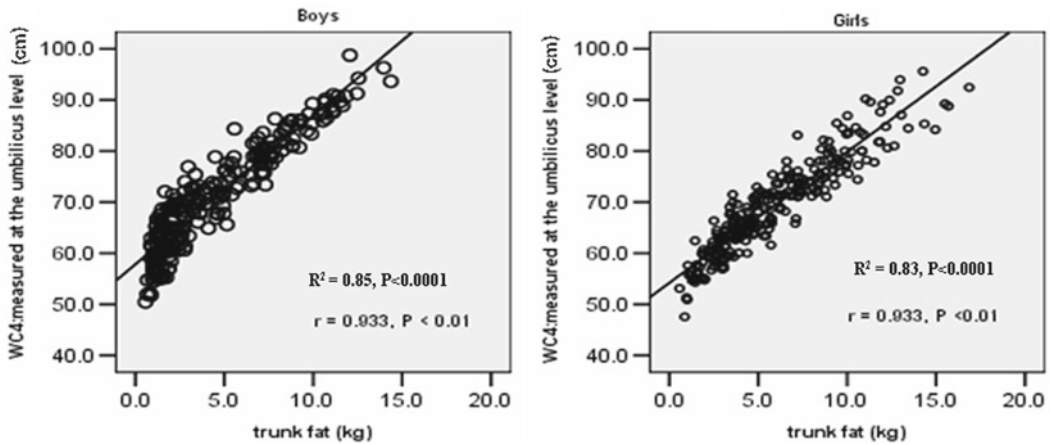 Boys
WC4:measured at the umbilicus level (cm)
100.0
90.0
80.0
70.0
60.0
50.0
40.0
R² = 0.85, P<0.0001
r = 0.933, P < 0.01
0.0 5.0 10.0 15.0 20.0
trunk fat (kg)
Girls
WC4:measured at the umbilicus level (cm)
100.0
90.0
80.0
70.0
60.0
50.0
40.0
R² = 0.83, P<0.0001
r = 0.933, P <0.01
0.0 5.0 10.0 15.0 20.0
trunk fat (kg)